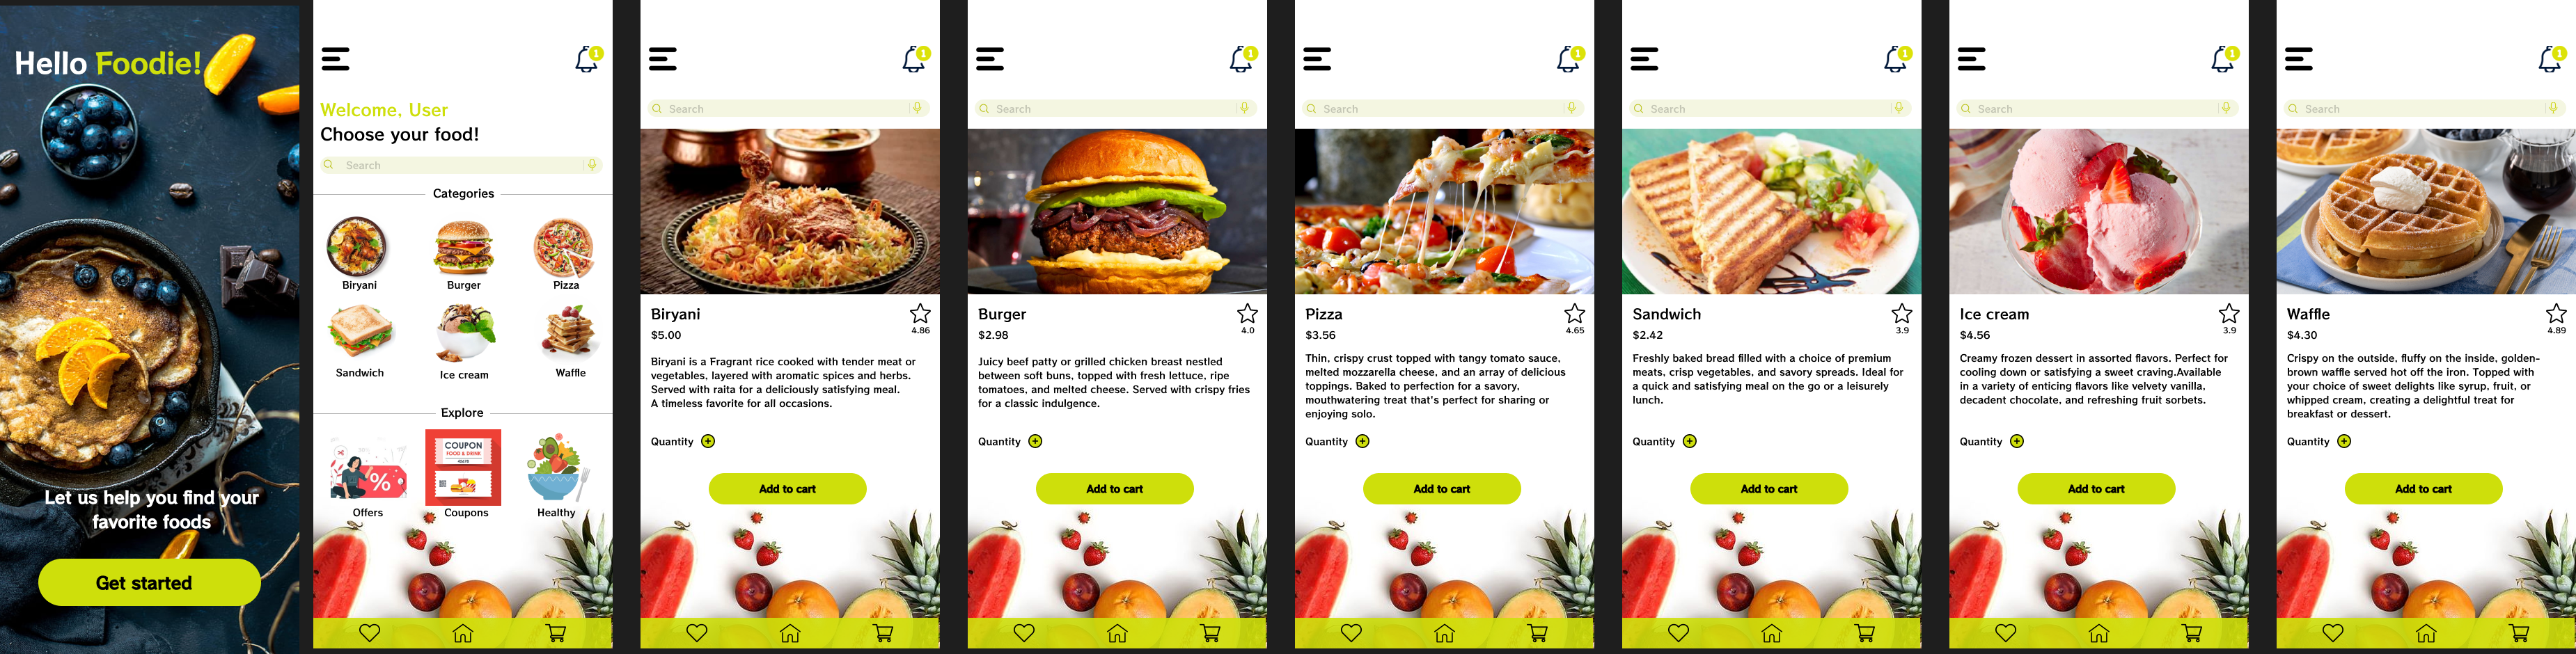 Hello Foodie!
Let us help you find your
favorite foods
Get started
1
Welcome, User
Choose your food!
Search
Categories
Biryani
Burger
Pizza
Sandwich
Ice cream
Waffle
Explore
%
COUPON
FOOD & DRINK
Offers
Coupons
Healthy
1
Search
Biryani
4.86
$5.00
Biryani is a Fragrant rice cooked with tender meat or
vegetables, layered with aromatic spices and herbs.
Served with raita for a deliciously satisfying meal.
A timeless favorite for all occasions.
Quantity +
Add to cart
1
Search
Burger
4.0
$2.98
Juicy beef patty or grilled chicken breast nestled
between soft buns, topped with fresh lettuce, ripe
tomatoes, and melted cheese. Served with crispy fries
for a classic indulgence.
Quantity +
Add to cart
1
Search
Pizza
4.65
$3.56
Thin, crispy crust topped with tangy tomato sauce,
melted mozzarella cheese, and an array of delicious
toppings. Baked to perfection for a savory,
mouthwatering treat that's perfect for sharing or
enjoying solo.
Quantity +
Add to cart
1
Search
Sandwich
3.9
$2.42
Freshly baked bread filled with a choice of premium
meats, crisp vegetables, and savory spreads. Ideal for
a quick and satisfying meal on the go or a leisurely
lunch.
Quantity +
Add to cart
1
Search
Ice cream
3.9
$4.56
Creamy frozen dessert in assorted flavors. Perfect for
cooling down or satisfying a sweet craving.Available
in a variety of enticing flavors like velvety vanilla,
decadent chocolate, and refreshing fruit sorbets.
Quantity +
Add to cart
1
Search
Waffle
4.89
$4.30
Crispy on the outside, fluffy on the inside, golden-
brown waffle served hot off the iron. Topped with
your choice of sweet delights like syrup, fruit, or
whipped cream, creating a delightful treat for
breakfast or dessert.
Quantity +
Add to cart